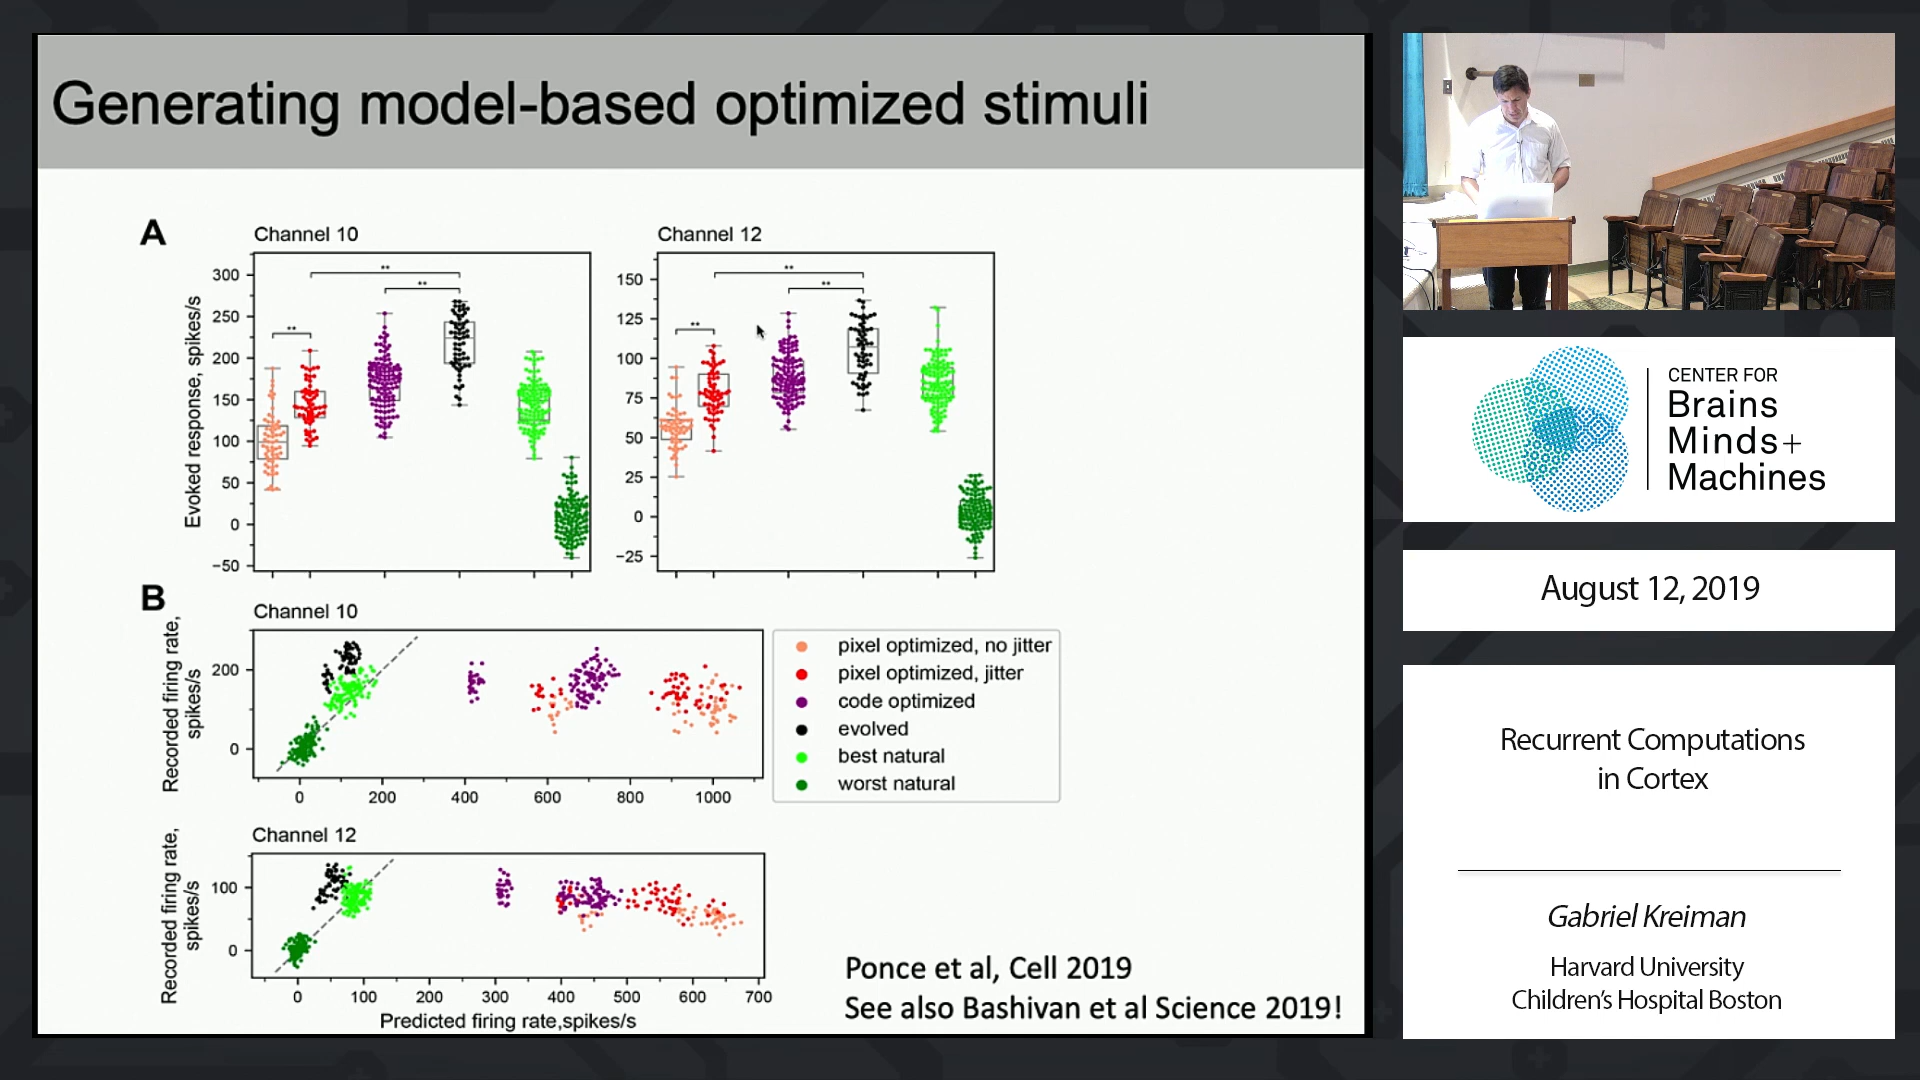 Generating model-based optimized stimuli
A
Channel 10
Channel 12
Evoked response, spikes/s
300
250
200
150
100
50
0
−50
**
**
**
150
125
100
75
50
25
0
−25
**
**
**
B
Channel 10
Recorded firing rate,
spikes/s
200
0
0
200
400
600
800
1000
pixel optimized, no jitter
pixel optimized, jitter
code optimized
evolved
best natural
worst natural
Channel 12
Recorded firing rate,
spikes/s
100
0
0
100
200
300
400
500
600
700
Predicted firing rate,spikes/s
Ponce et al, Cell 2019
See also Bashivan et al Science 2019!
CENTER FOR
Brains
Minds+
Machines
August 12, 2019
Recurrent Computations
in Cortex
Gabriel Kreiman
Harvard University
Children's Hospital Boston